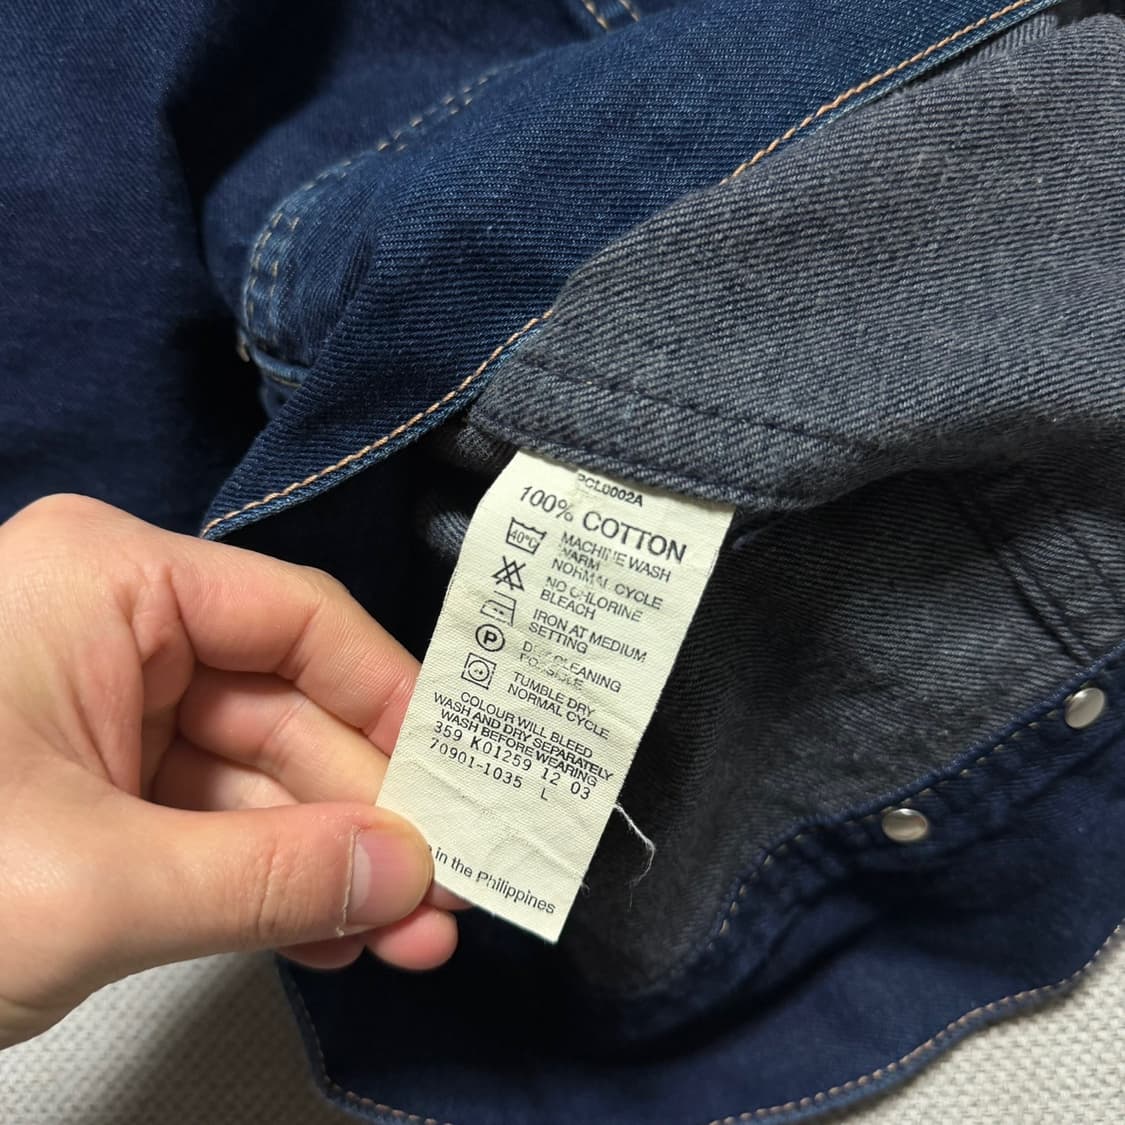 PCL0002A
100% COTTON
40°C
MACHINE WASH
WARM
NORMAL CYCLE
NO CHLORINE
BLEACH
IRON AT MEDIUM
SETTING
P
DRY CLEANING
POSSIBLE
TUMBLE DRY
NORMAL CYCLE
COLOUR WILL BLEED
WASH AND DRY SEPARATELY
WASH BEFORE WEARING
359 K01259 12 03
70901-1035 L
in the Philippines